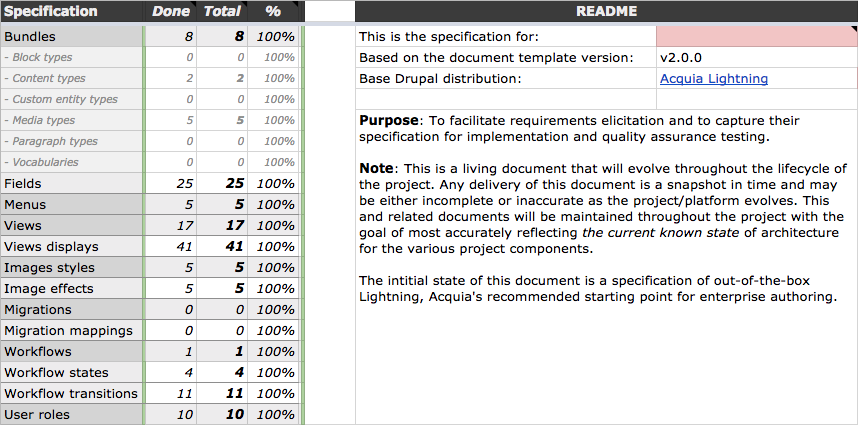 Specification Done Total %
Bundles 8 8 100%
- Block types 0 0 100%
- Content types 2 2 100%
- Custom entity types 0 0 100%
- Media types 5 5 100%
- Paragraph types 0 0 100%
- Vocabularies 0 0 100%
Fields 25 25 100%
Menus 5 5 100%
Views 17 17 100%
Views displays 41 41 100%
Images styles 5 5 100%
Image effects 5 5 100%
Migrations 0 0 100%
Migration mappings 0 0 100%
Workflows 1 1 100%
Workflow states 4 4 100%
Workflow transitions 11 11 100%
User roles 10 10 100%
README
This is the specification for:
Based on the document template version: v2.0.0
Base Drupal distribution: Acquia Lightning
Purpose: To facilitate requirements elicitation and to capture their
specification for implementation and quality assurance testing.
Note: This is a living document that will evolve throughout the lifecycle of
the project. Any delivery of this document is a snapshot in time and may
be either incomplete or inaccurate as the project/platform evolves. This
and related documents will be maintained throughout the project with the
goal of most accurately reflecting the current known state of architecture
for the various project components.
The intitial state of this document is a specification of out-of-the-box
Lightning, Acquia's recommended starting point for enterprise authoring.